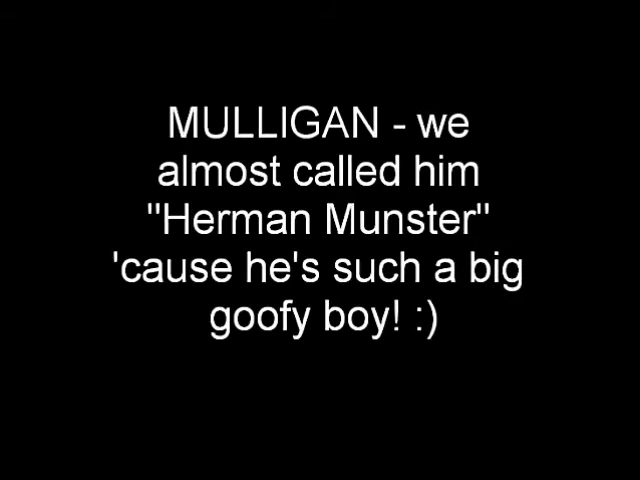 MULLIGAN - we
almost called him
"Herman Munster"
'cause he's such a big
goofy boy! :)